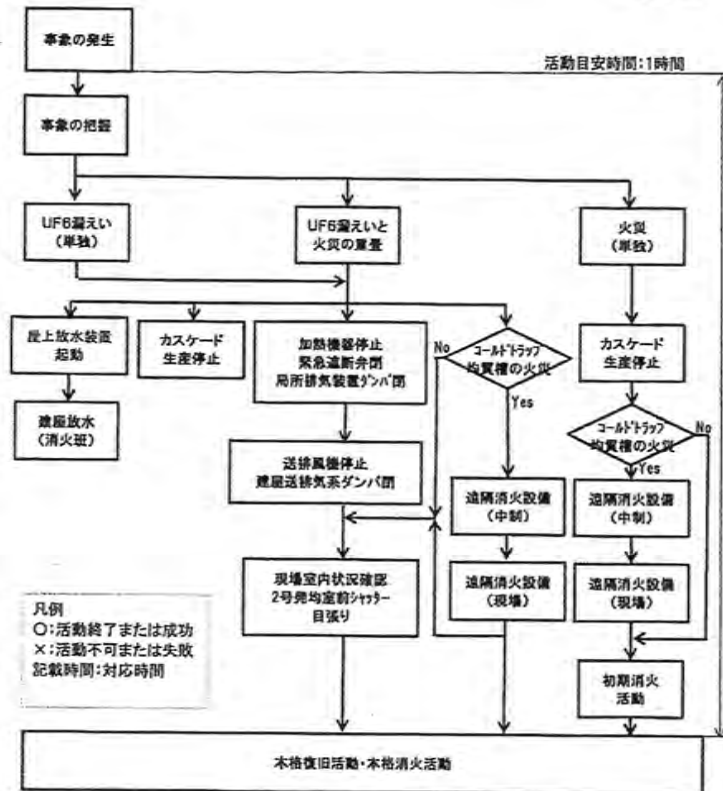 事象の発生
活動目安時間:1時間
事象の把握
UF6漏えい
(単独)
UF6漏えいと
火災の重畳
火災
(単独)
屋上放水装置
起動
カスケード
生産停止
加熱機器停止
緊急遮断弁閉
局所排気装置ダンパ閉
No
コールドトラップ
均質槽の火災
Yes
カスケード
生産停止
建屋放水
(消火班)
コールドトラップ
均質槽の火災
No
Yes
送排風機停止
建屋送排気系ダンパ閉
遠隔消火設備
(中制)
遠隔消火設備
(中制)
現場室内状況確認
2号発均室前シャッター
目張り
遠隔消火設備
(現場)
遠隔消火設備
(現場)
凡例
〇:活動終了または成功
×:活動不可または失敗
記載時間:対応時間
初期消火
活動
本格復旧活動・本格消火活動